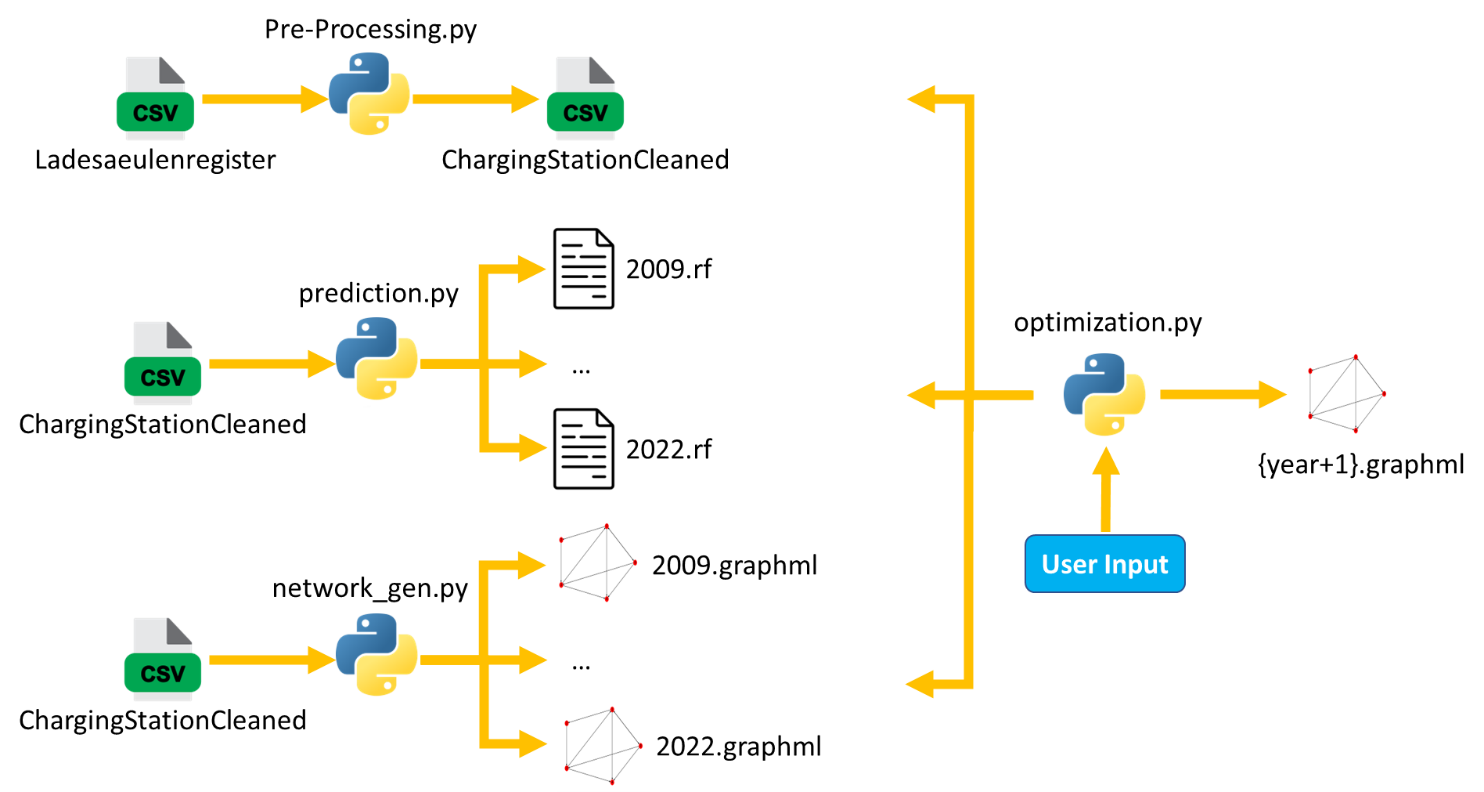 Pre-Processing.py
CSV
CSV
Ladesaeulenregister
ChargingStationCleaned
prediction.py
2009.rf
CSV
...
ChargingStationCleaned
2022.rf
network_gen.py
2009.graphml
CSV
...
ChargingStationCleaned
2022.graphml
optimization.py
{year+1}.graphml
User Input